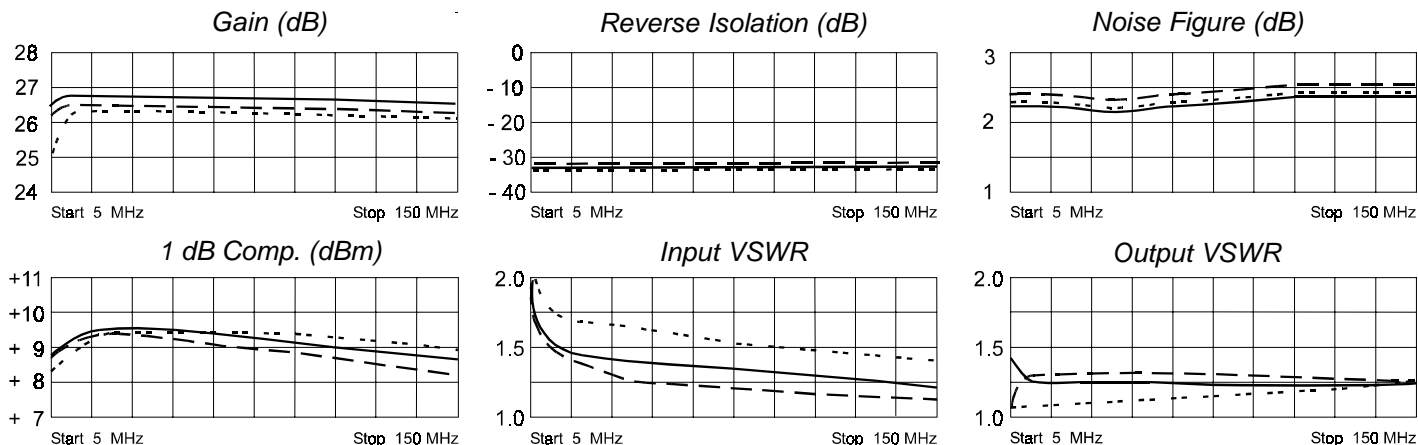 Gain (dB)
28
27
26
25
24
Start 5 MHz
Stop 150 MHz
Reverse Isolation (dB)
0
- 10
- 20
- 30
- 40
Start 5 MHz
Stop 150 MHz
Noise Figure (dB)
3
2
1
Start 5 MHz
Stop 150 MHz
1 dB Comp. (dBm)
+11
+10
+ 9
+ 8
+ 7
Start 5 MHz
Stop 150 MHz
Input VSWR
2.0
1.5
1.0
Start 5 MHz
Stop 150 MHz
Output VSWR
2.0
1.5
1.0
Start 5 MHz
Stop 150 MHz